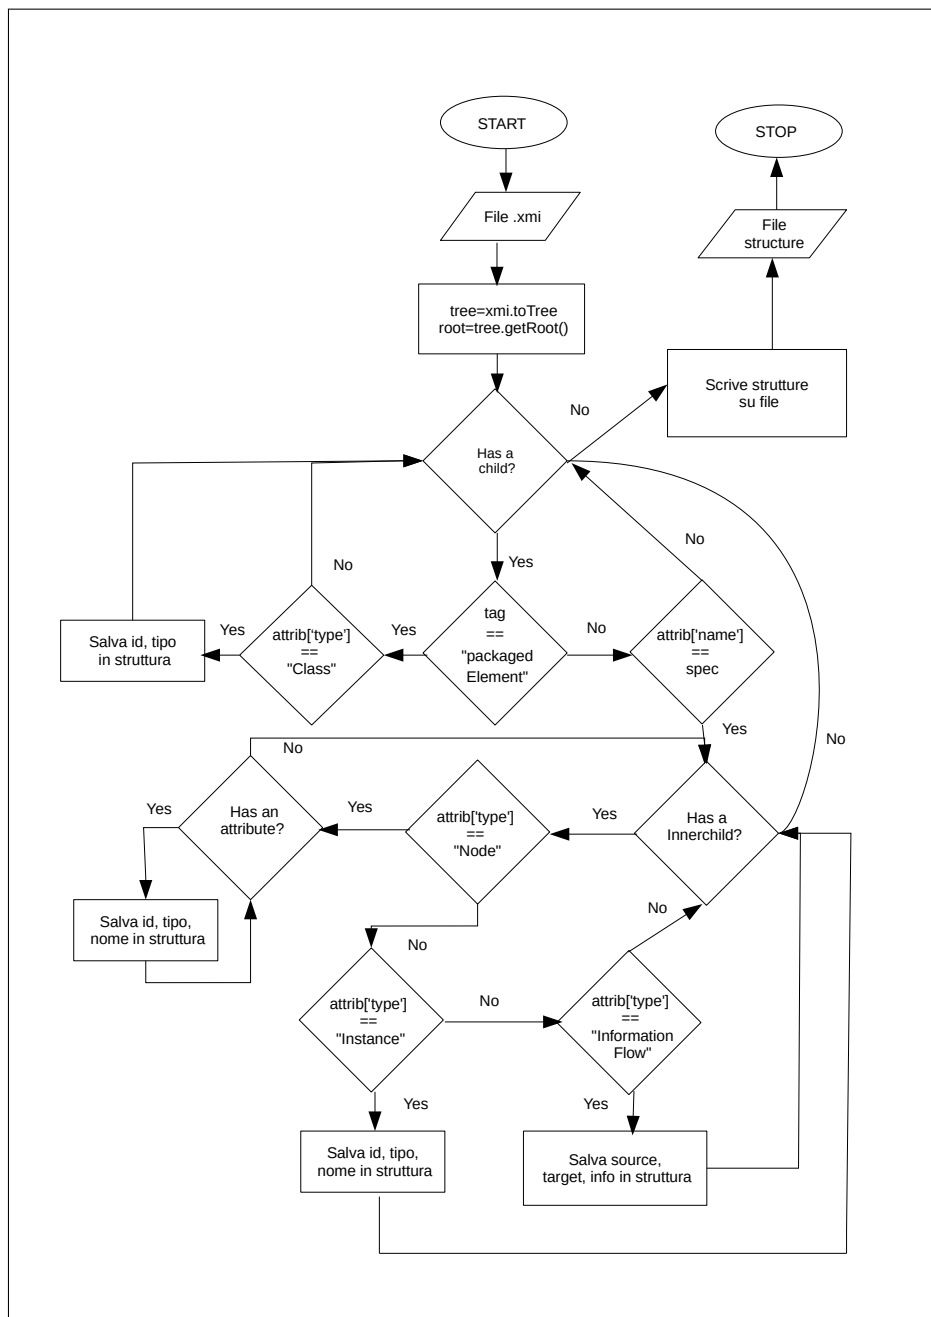 START
STOP
File .xmi
File
structure
tree=xmi.toTree
root=tree.getRoot()
Scrive strutture
su file
No
Has a
child?
No
No
Yes
Salva id, tipo
in struttura
Yes
attrib['type']
==
"Class"
Yes
tag
==
"packaged
Element"
No
attrib['name']
==
spec
Yes
No
No
Yes
Has an
attribute?
Yes
attrib['type']
==
"Node"
Yes
Has a
Innerchild?
Salva id, tipo,
nome in struttura
No
No
attrib['type']
==
"Instance"
No
attrib['type']
==
"Information
Flow"
Yes
Yes
Salva id, tipo,
nome in struttura
Salva source,
target, info in struttura